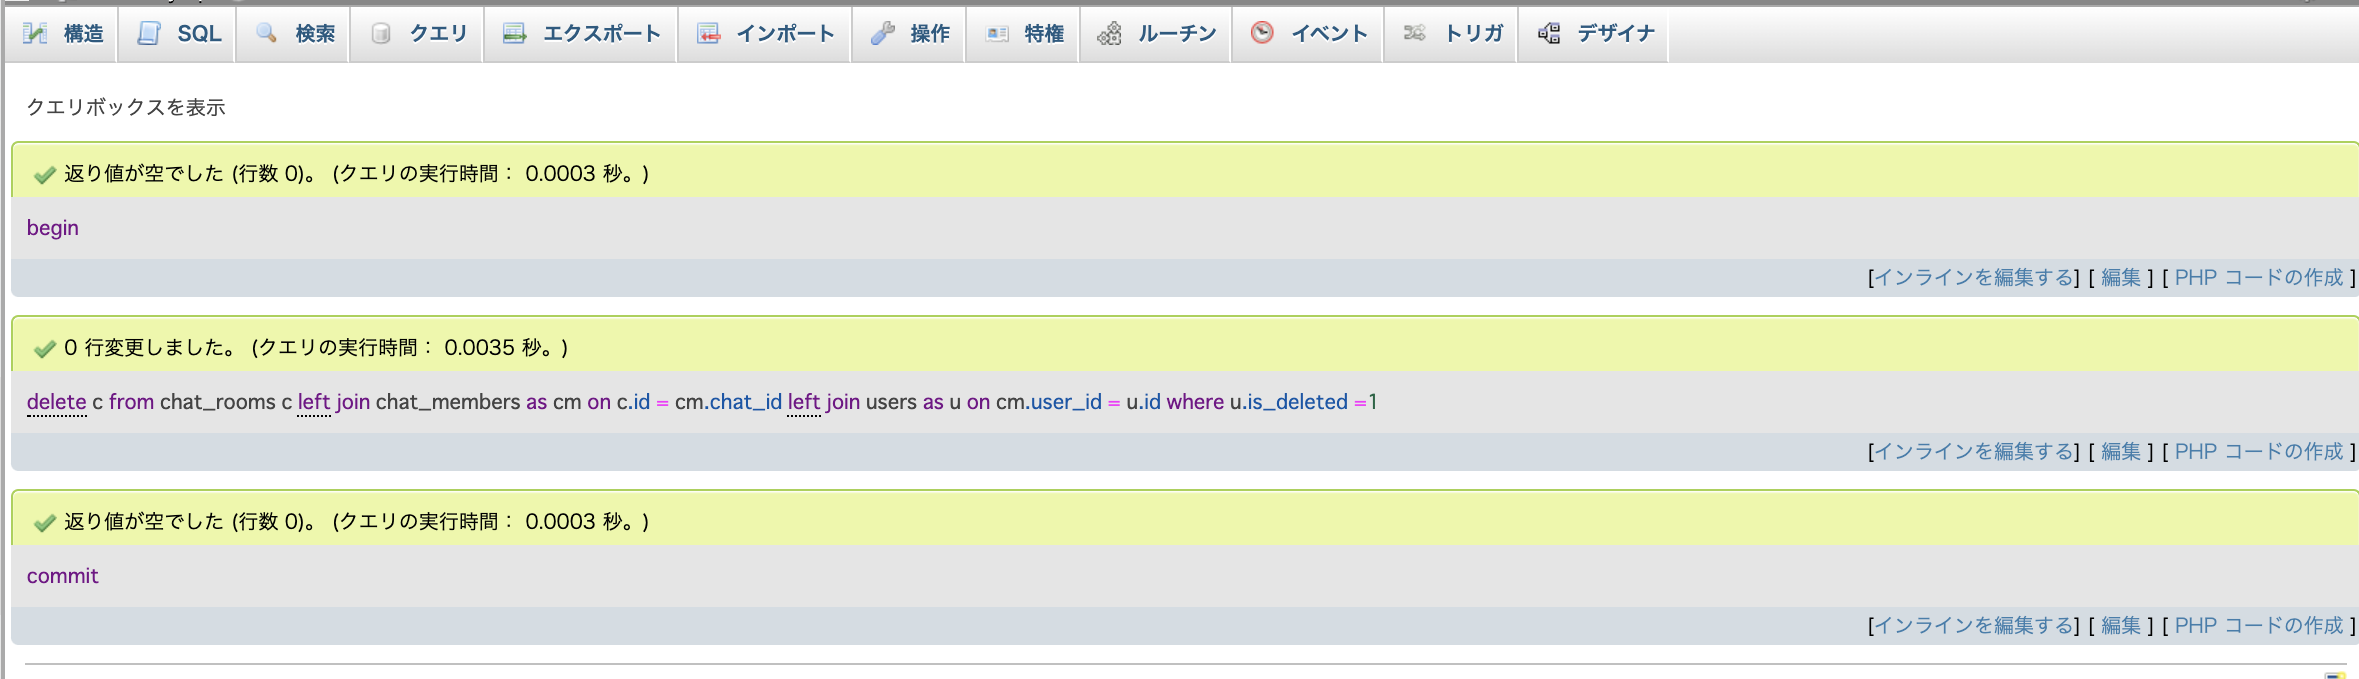 構造 SQL 検索 クエリ エクスポート インポート 操作 特権 ルーチン イベント トリガ デザイナ
クエリボックスを表示
返り値が空でした (行数 0)。 (クエリの実行時間： 0.0003 秒。)
begin
[インラインを編集する] [ 編集 ] [ PHP コードの作成 ]
0 行変更しました。 (クエリの実行時間： 0.0035 秒。)
delete c from chat_rooms c left join chat_members as cm on c.id = cm.chat_id left join users as u on cm.user_id = u.id where u.is_deleted =1
[インラインを編集する] [ 編集 ] [ PHP コードの作成 ]
返り値が空でした (行数 0)。 (クエリの実行時間： 0.0003 秒。)
commit
[インラインを編集する] [ 編集 ] [ PHP コードの作成 ]